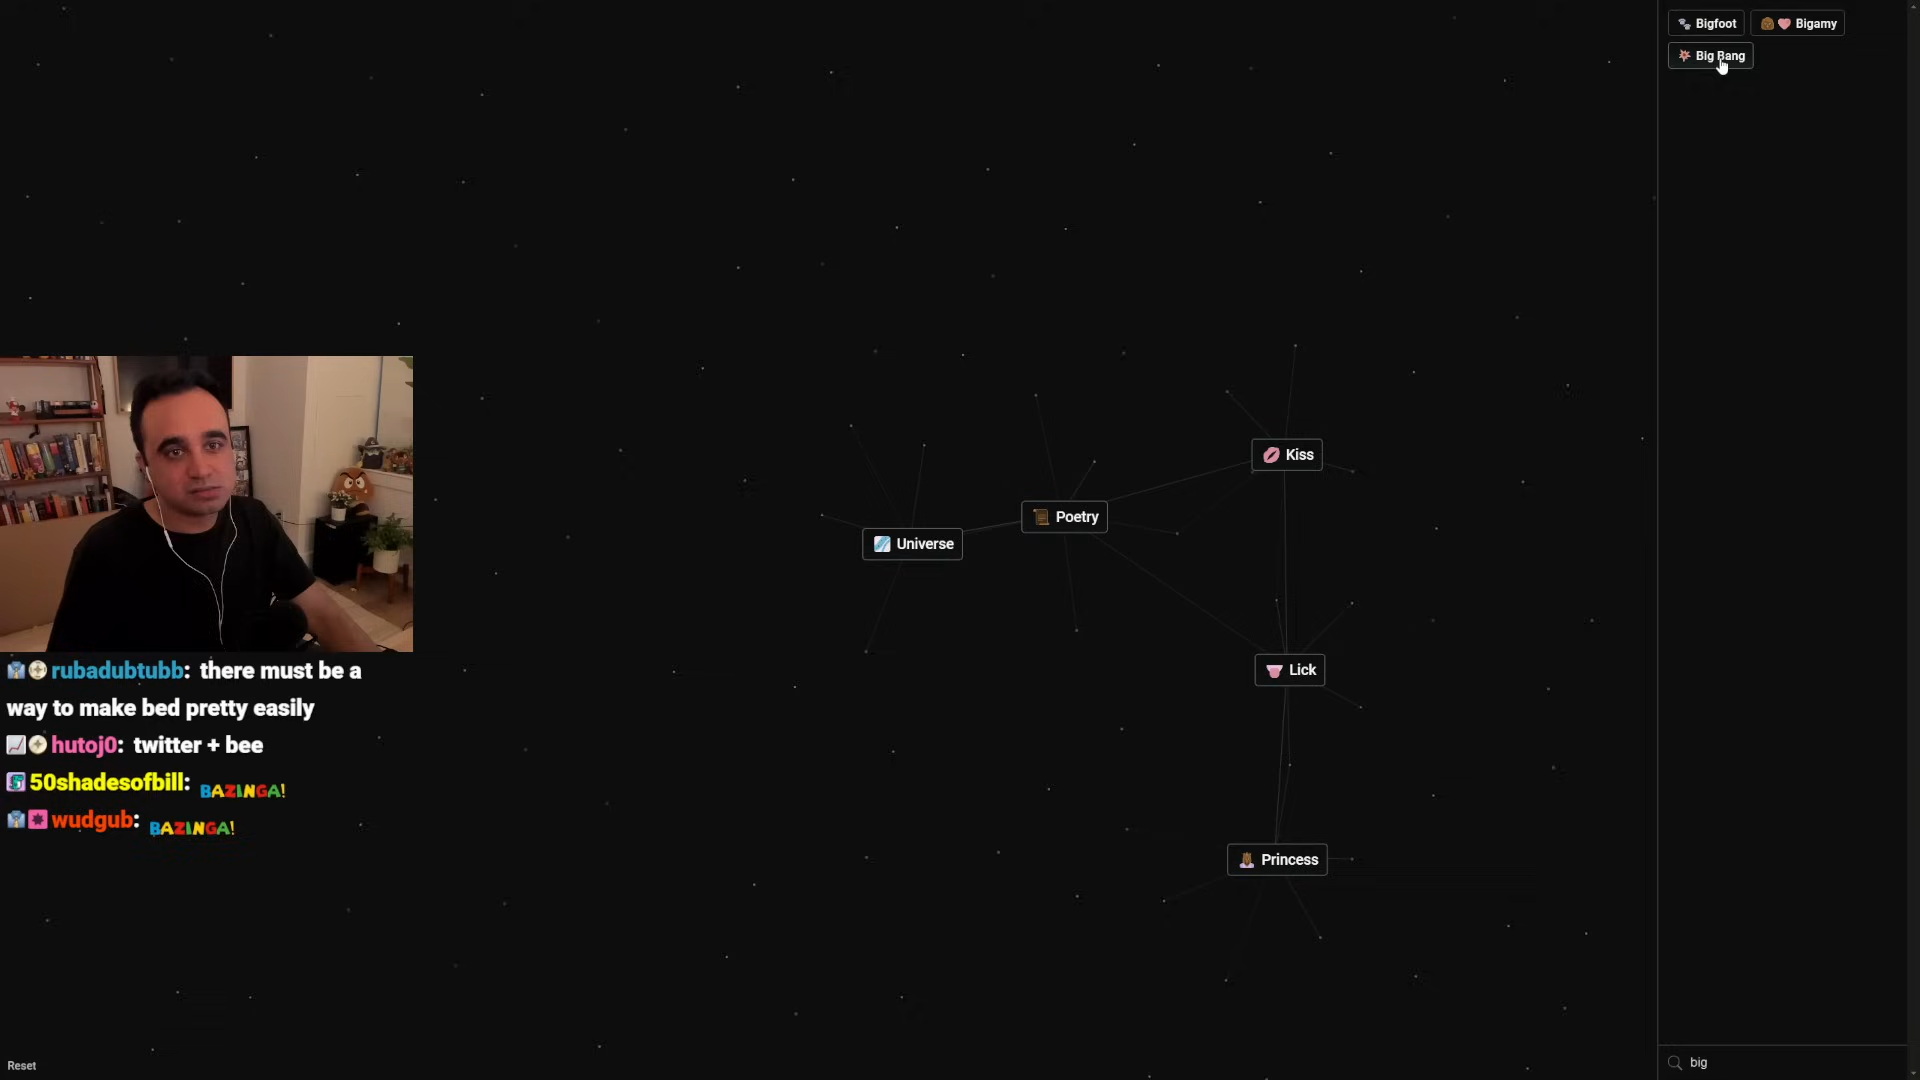 Bigfoot
Bigamy
Big Bang
Kiss
Poetry
Universe
Lick
Princess
rubadubtubb: there must be a
way to make bed pretty easily
hutoj0: twitter + bee
50shadesofbill: BAZINGA!
wudgub: BAZINGA!
Reset
big